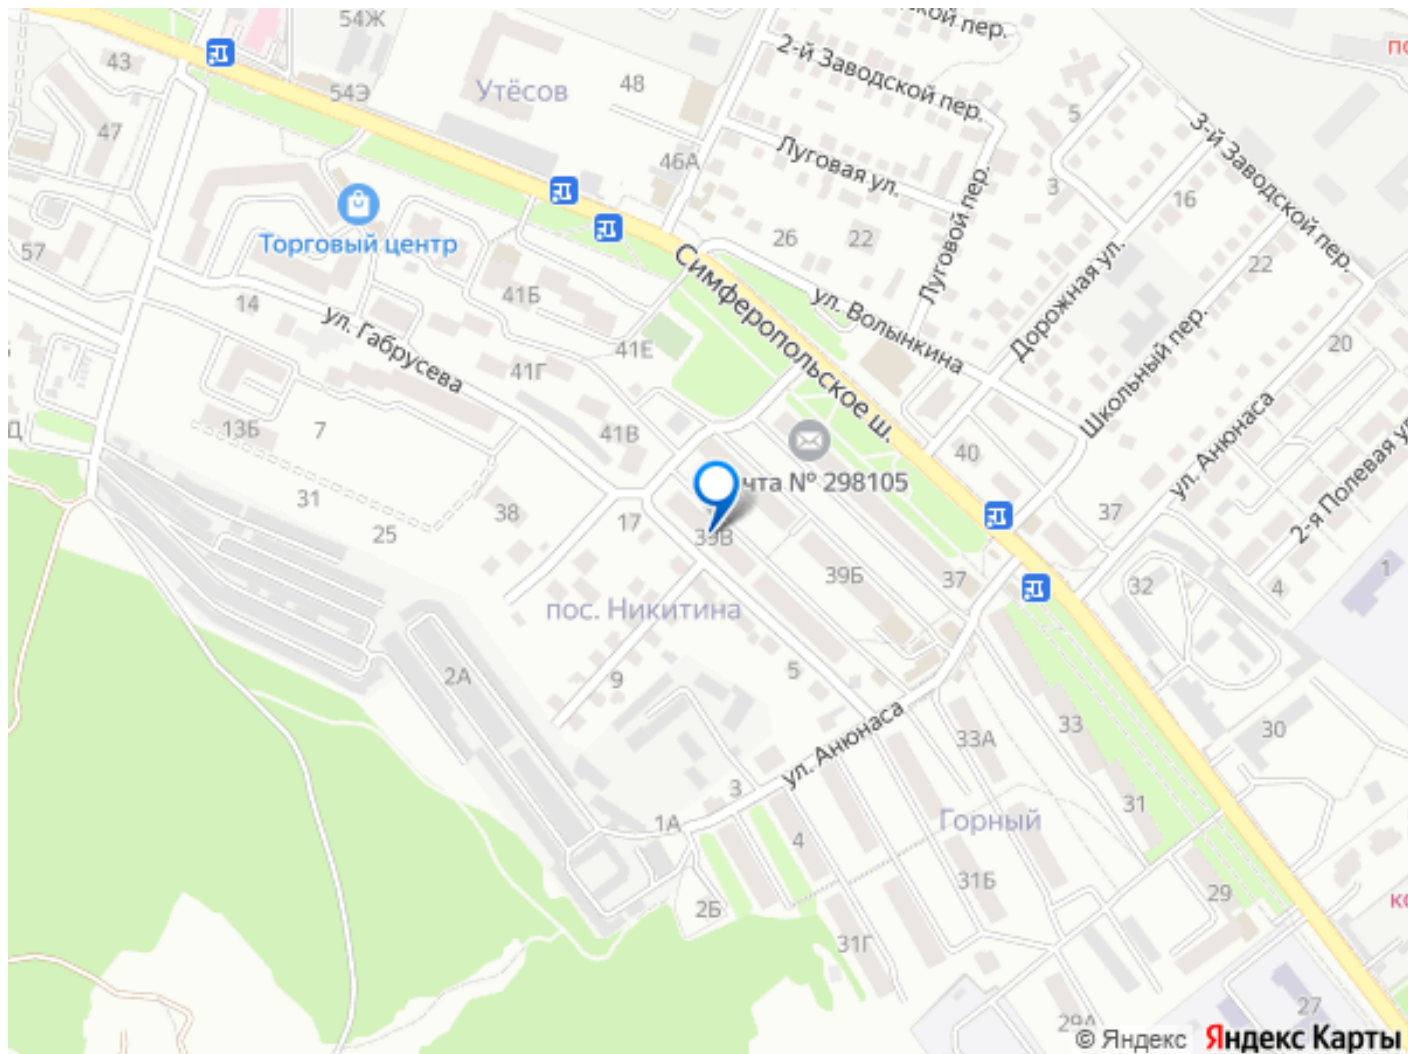 54Ж
ской пер.
2-й Заводской пер.
43
54Э
Утёсов
48
5
3-й Заводской пер.
47
46А
Луговая ул.
3
16
Торговый центр
57
26
22
Луговой пер.
22
Симферопольское ш.
14
41Б
ул. Волынкина
Дорожная ул.
ул. Габрусева
41Е
41Г
20
Школьный пер.
13Б
7
41В
40
ул. Анюнаса
2-я Полевая
чта № 298105
31
25
38
17
39В
37
39Б
37
32
4
1
пос. Никитина
2А
9
5
ул. Анюнаса
33А
33
30
3
1А
4
Горный
31
31Б
29
2Б
31Г
27
29А
© Яндекс Яндекс Карты